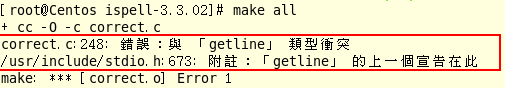 [root@Centos ispell-3.3.02]# make all
+ cc -O -c correct.c
correct.c:248: 錯誤：與 「getline」 類型衝突
/usr/include/stdio.h:673: 附註：「getline」 的上一個宣告在此
make: *** [correct.o] Error 1